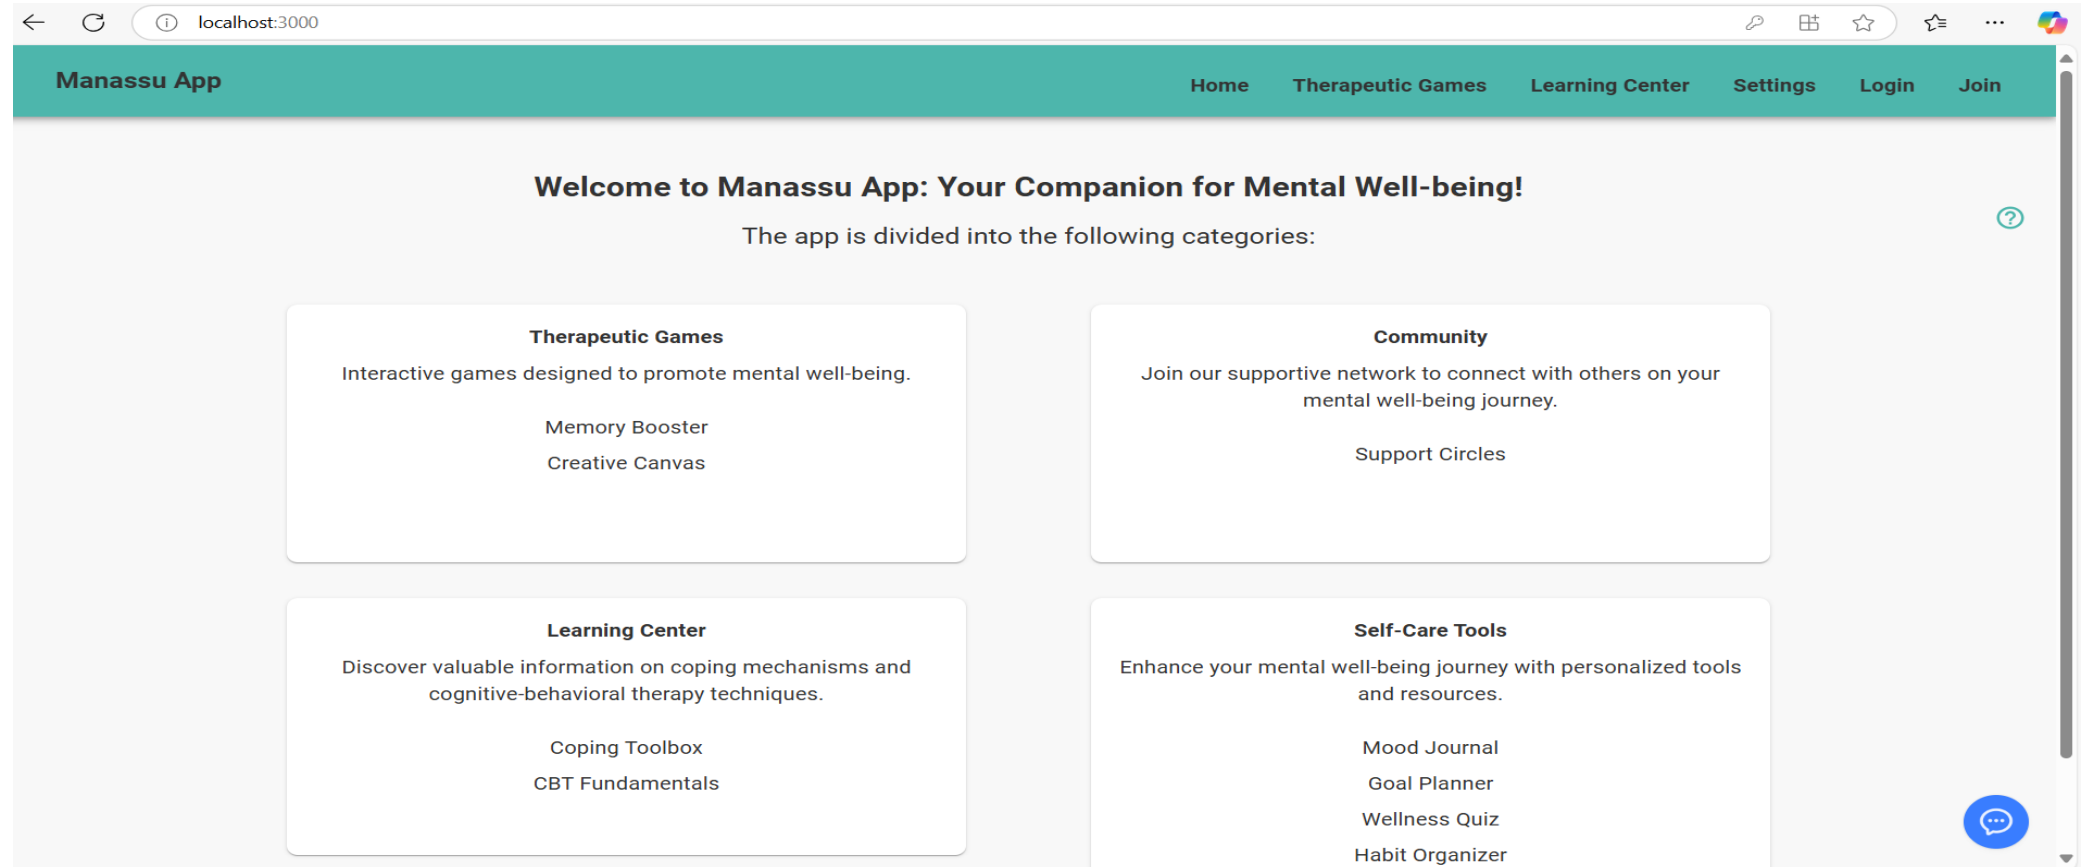 localhost:3000
Manassu App
Home Therapeutic Games Learning Center Settings Login Join
Welcome to Manassu App: Your Companion for Mental Well-being!
The app is divided into the following categories:
Therapeutic Games
Interactive games designed to promote mental well-being.
Memory Booster
Creative Canvas
Community
Join our supportive network to connect with others on your
mental well-being journey.
Support Circles
Learning Center
Discover valuable information on coping mechanisms and
cognitive-behavioral therapy techniques.
Coping Toolbox
CBT Fundamentals
Self-Care Tools
Enhance your mental well-being journey with personalized tools
and resources.
Mood Journal
Goal Planner
Wellness Quiz
Habit Organizer